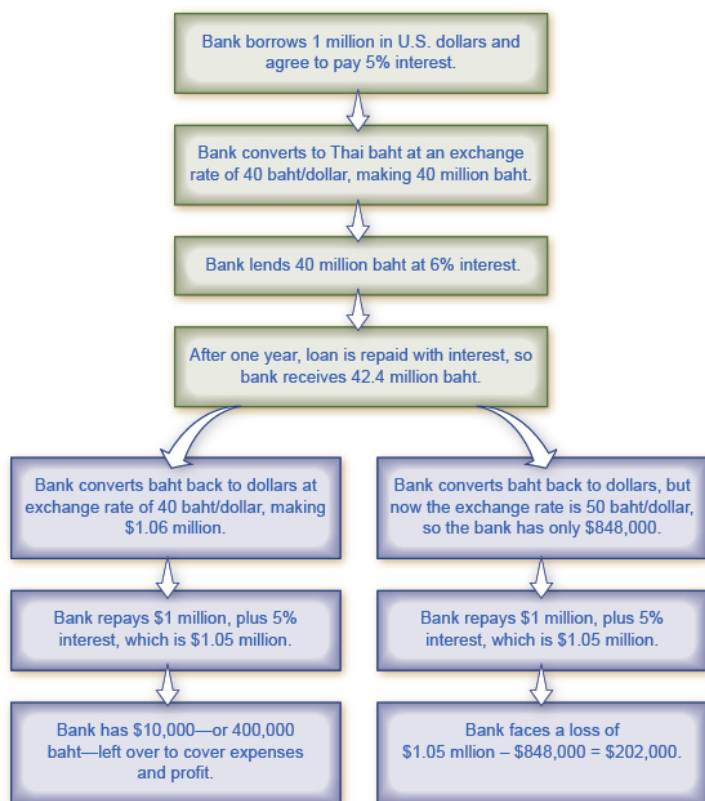 Bank borrows 1 million in U.S. dollars and
agree to pay 5% interest.
Bank converts to Thai baht at an exchange
rate of 40 baht/dollar, making 40 million baht.
Bank lends 40 million baht at 6% interest.
After one year, loan is repaid with interest, so
bank receives 42.4 million baht.
Bank converts baht back to dollars at
exchange rate of 40 baht/dollar, making
$1.06 million.
Bank repays $1 million, plus 5%
interest, which is $1.05 million.
Bank has $10,000—or 400,000
baht—left over to cover expenses
and profit.
Bank converts baht back to dollars, but
now the exchange rate is 50 baht/dollar,
so the bank has only $848,000.
Bank repays $1 million, plus 5%
interest, which is $1.05 million.
Bank faces a loss of
$1.05 mllion – $848,000 = $202,000.